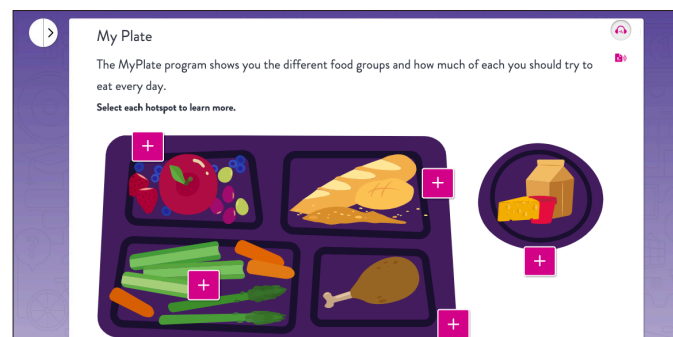 My Plate
The MyPlate program shows you the different food groups and how much of each you should try to
eat every day.
Select each hotspot to learn more.